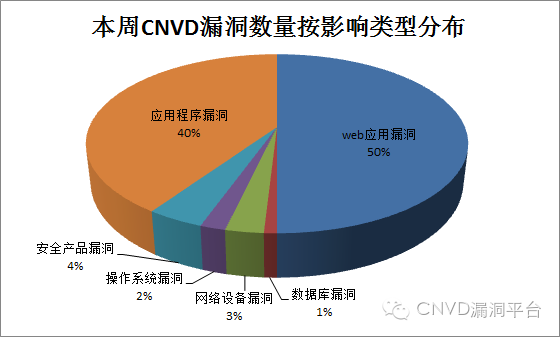 本周CNVD漏洞数量按影响类型分布
应用程序漏洞
40%
web应用漏洞
50%
安全产品漏洞
4%
操作系统漏洞
2%
网络设备漏洞
3%
数据库漏洞
1%
CNVD漏洞平台